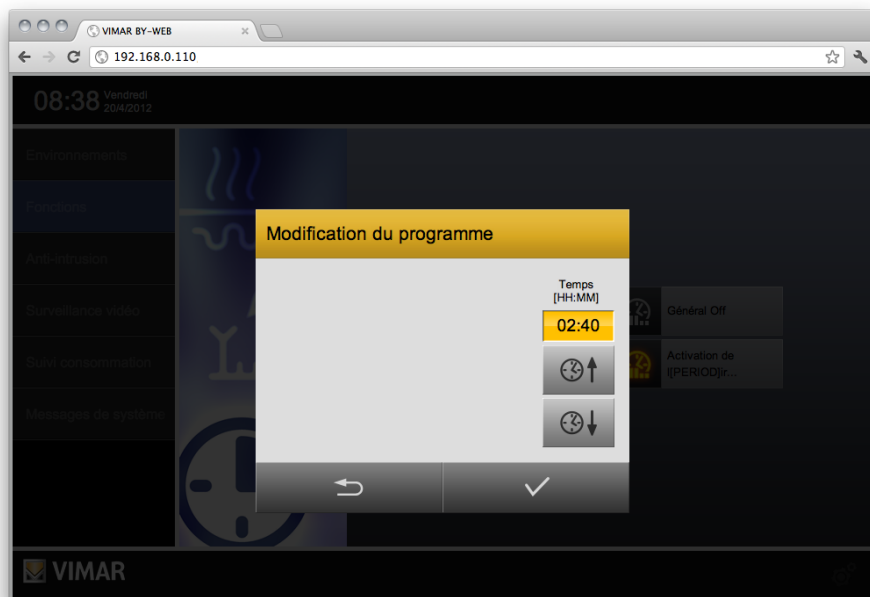 VIMAR BY-WEB
192.168.0.110
08:38
Vendredi
20/4/2012
Environnements
Fonctions
Anti-intrusion
Surveillance vidéo
Suivi consommation
Messages de système
Modification du programme
Temps
[HH:MM]
02:40
Général Off
Activation de
l[PERIOD]ir...
VIMAR